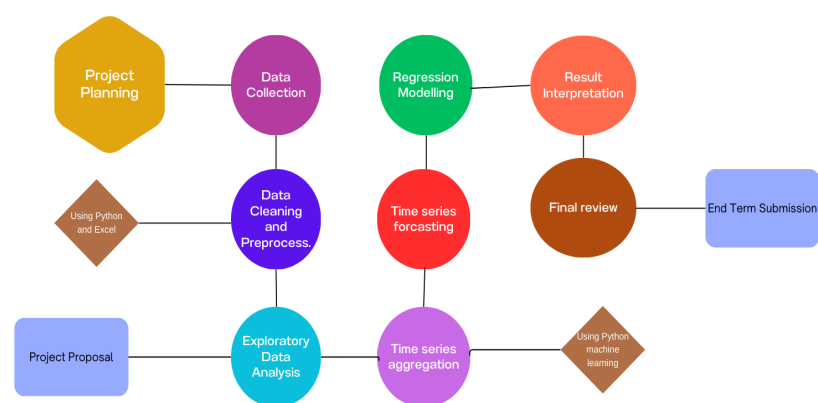 Project
Planning
Data
Collection
Regression
Modelling
Result
Interpretation
Using Python
and Excel
Data
Cleaning
and
Preprocess.
Time series
forcasting
Final review
End Term Submission
Project Proposal
Exploratory
Data
Analysis
Time series
aggregation
Using Python
machine
learning